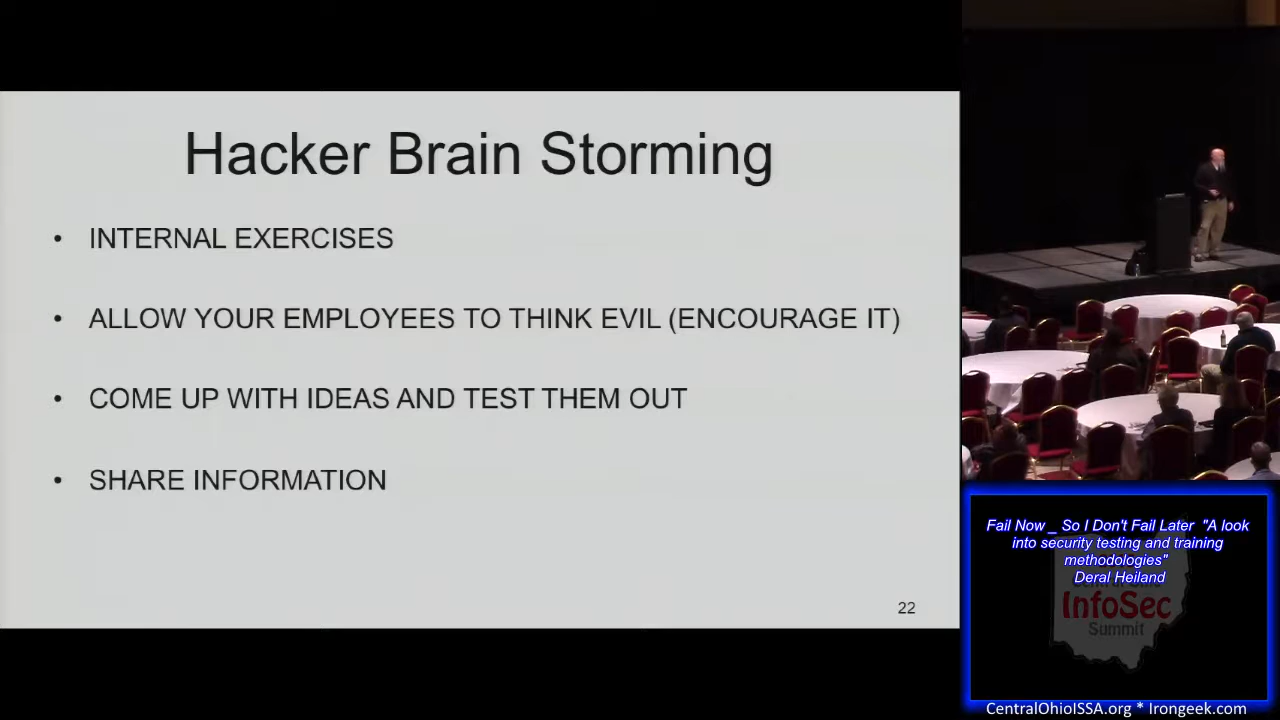 Hacker Brain Storming
• INTERNAL EXERCISES
• ALLOW YOUR EMPLOYEES TO THINK EVIL (ENCOURAGE IT)
• COME UP WITH IDEAS AND TEST THEM OUT
• SHARE INFORMATION
22
Fail Now _ So I Don't Fail Later "A look
into security testing and training
methodologies"
Deral Heiland
Central Ohio
InfoSec
Summit
CentralOhioISSA.org * Irongeek.com